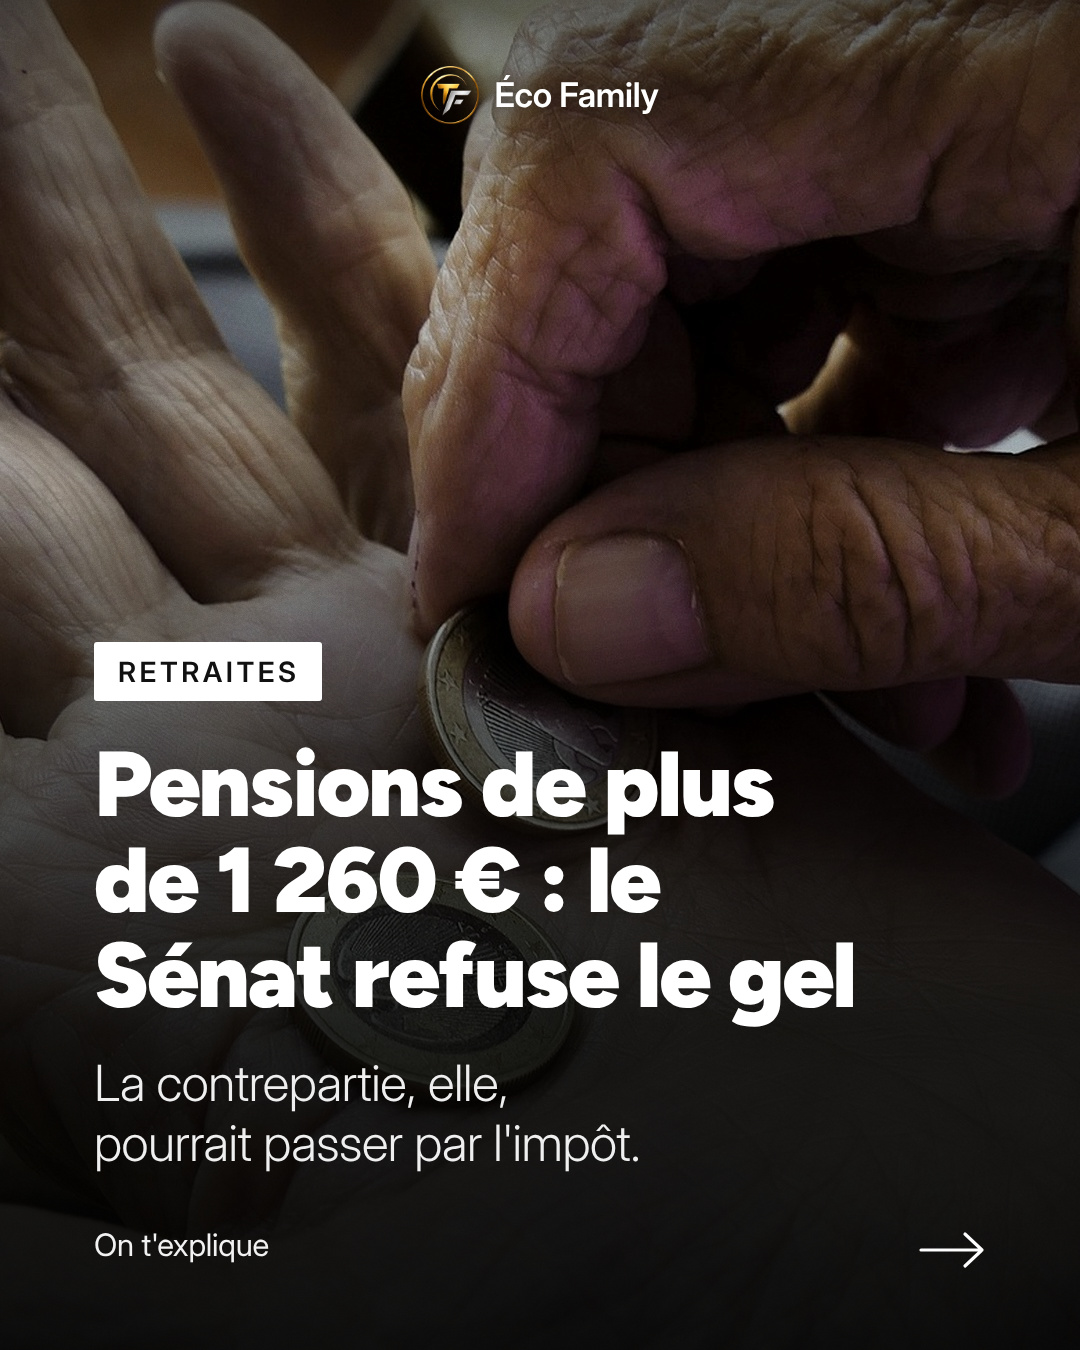 TF Éco Family
RETRAITES
Pensions de plus
de 1 260 € : le
Sénat refuse le gel
La contrepartie, elle,
pourrait passer par l'impôt.
On t'explique